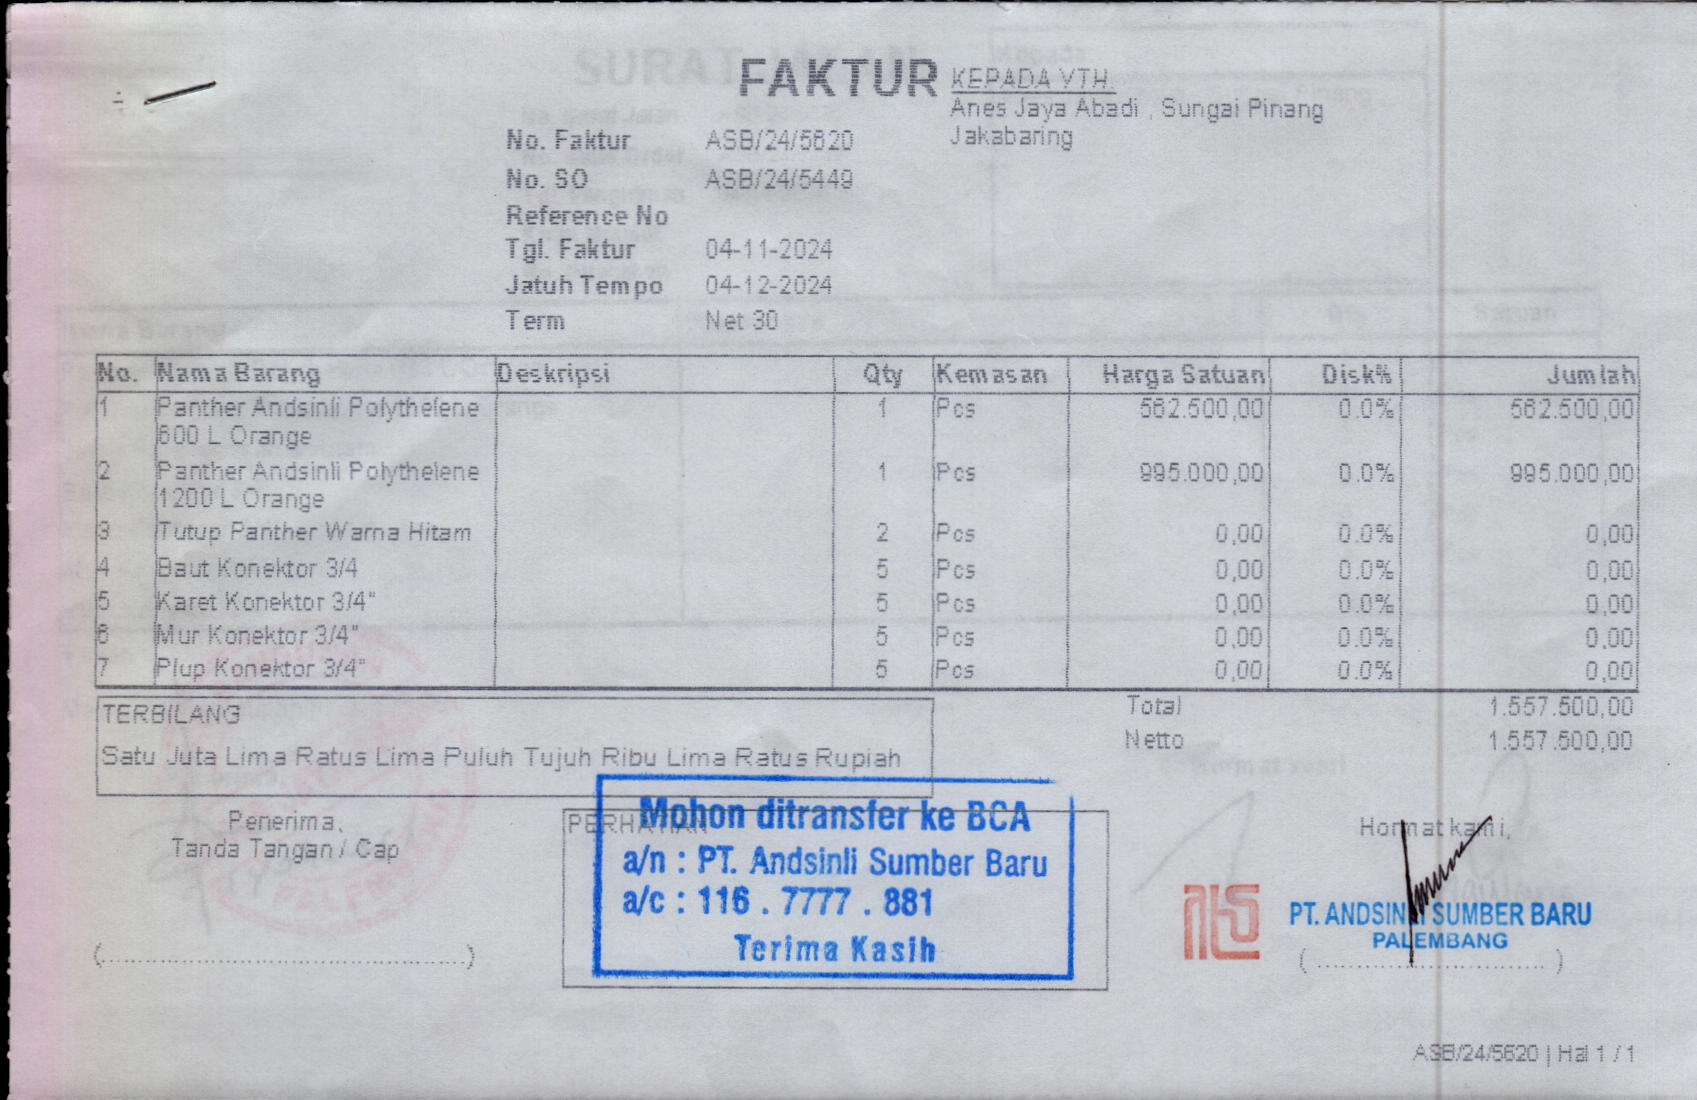 FAKTUR
KEPADA YTH.
Anes Jaya Abadi , Sungai Pinang
Jakabaring
No. Faktur ASB/24/5620
No. SO ASB/24/5449
Reference No
Tgl. Faktur 04-11-2024
Jatuh Tempo 04-12-2024
Term Net 30
No. Nama Barang Deskripsi Qty Kemasan Harga Satuan Disk% Jumlah
1 Panther Andsinli Polythelene 1 Pcs 562.500,00 0.0% 562.500,00
600 L Orange
2 Panther Andsinli Polythelene 1 Pcs 995.000,00 0.0% 995.000,00
1200 L Orange
3 Tutup Panther Warna Hitam 2 Pcs 0,00 0.0% 0,00
4 Baut Konektor 3/4 5 Pcs 0,00 0.0% 0,00
5 Karet Konektor 3/4" 5 Pcs 0,00 0.0% 0,00
6 Mur Konektor 3/4" 5 Pcs 0,00 0.0% 0,00
7 Plup Konektor 3/4" 5 Pcs 0,00 0.0% 0,00
Total 1.557.500,00
Netto 1.557.500,00
TERBILANG
Satu Juta Lima Ratus Lima Puluh Tujuh Ribu Lima Ratus Rupiah
Penerima,
Tanda Tangan / Cap
(....................................................)
PERHATIAN
Mohon ditransfer ke BCA
a/n : PT. Andsinli Sumber Baru
a/c : 116 . 7777 . 881
Terima Kasih
Hormat kami,
PT. ANDSINLI SUMBER BARU
PALEMBANG
(.................................)
ASB/24/5620 | Hal 1 / 1